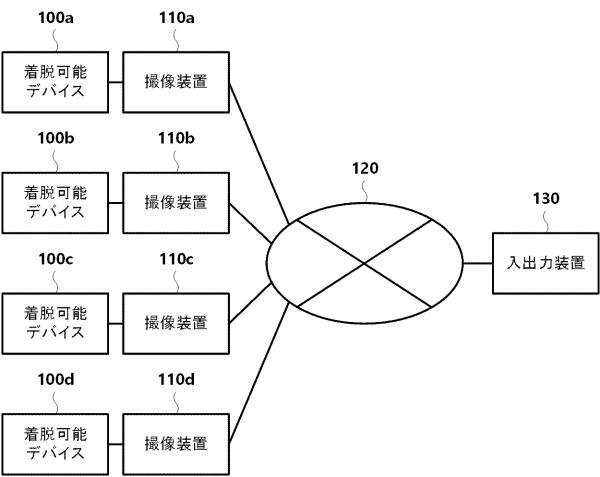 100a
110a
着脱可能
デバイス
撮像装置
100b
110b
着脱可能
デバイス
撮像装置
120
130
入出力装置
100c
110c
着脱可能
デバイス
撮像装置
100d
110d
着脱可能
デバイス
撮像装置